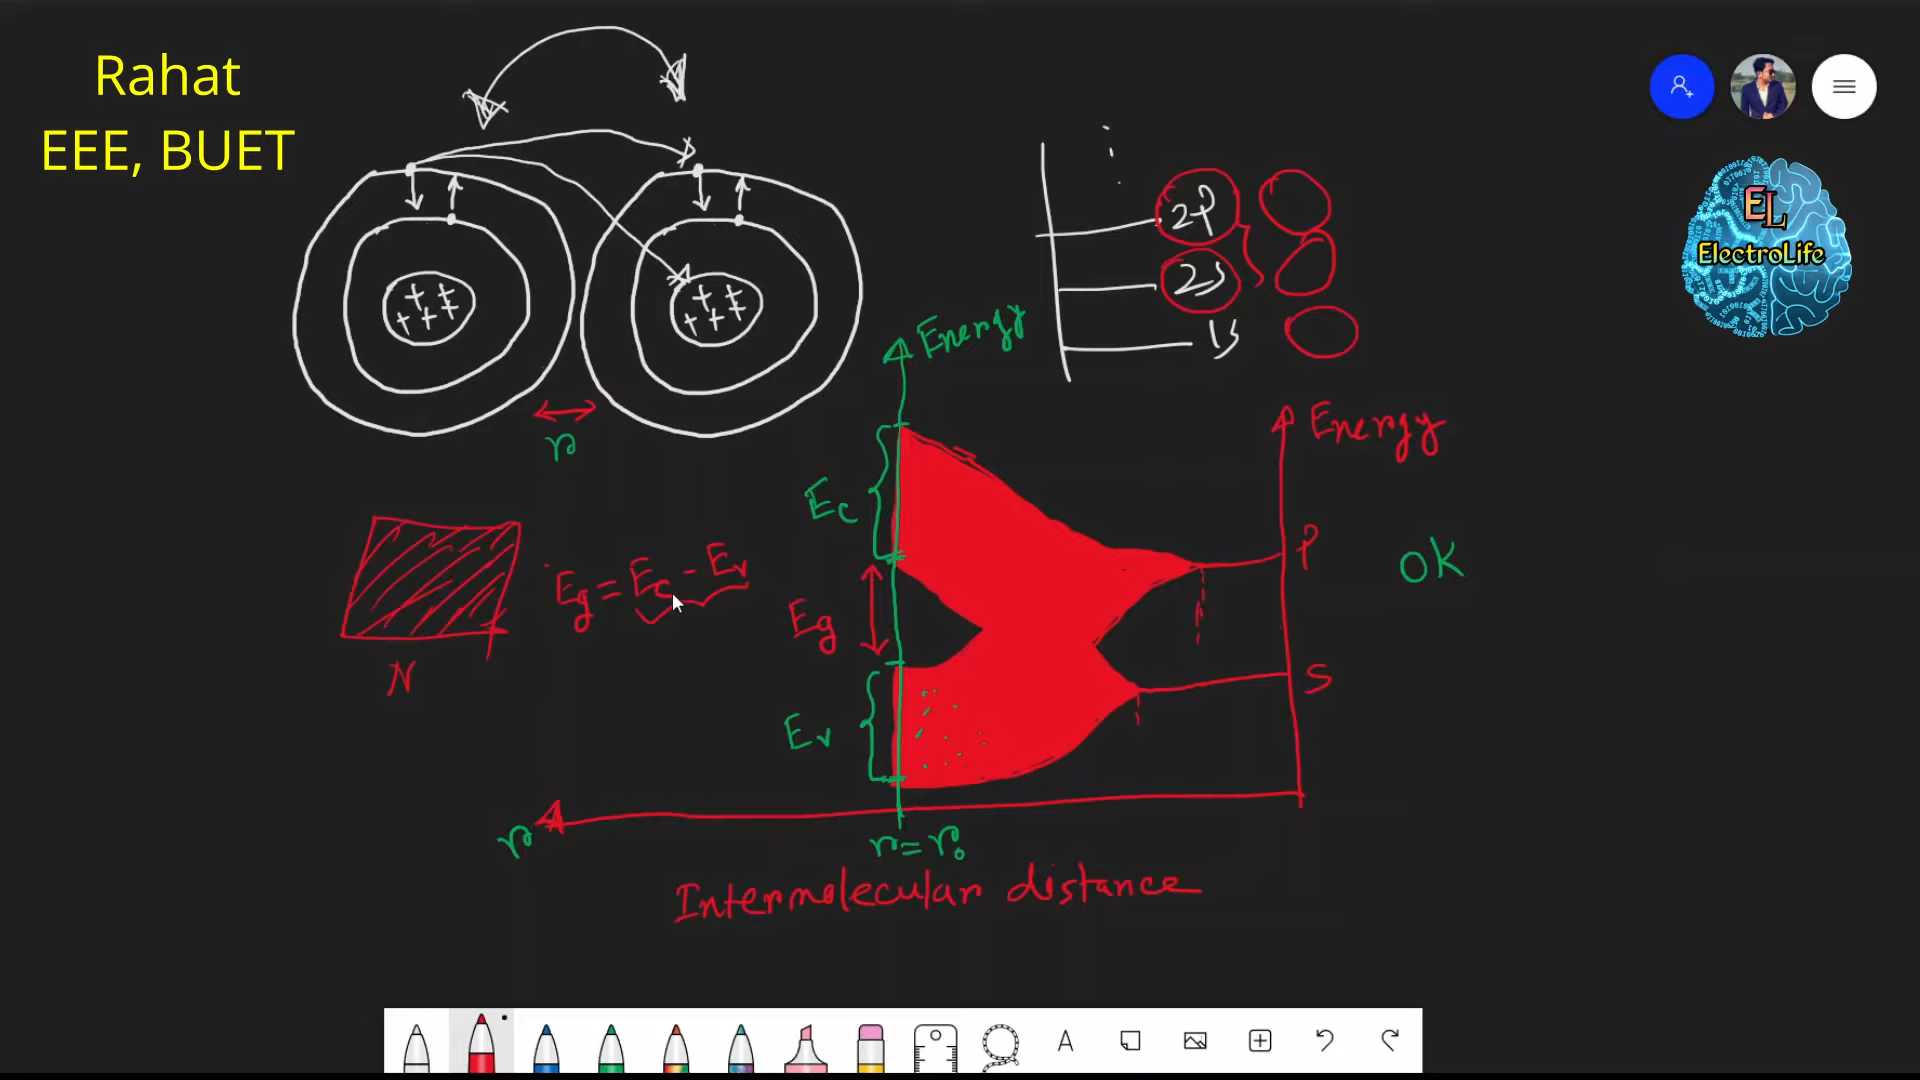 Rahat
EEE, BUET
2p
2s
1s
EL
ElectroLife
+ + + + +
+ + + + +
r
Energy
Energy
Ec
Eg = Ec - Ev
Eg
Ev
P
S
OK
N
r
r = r₀
Intermolecular distance
A